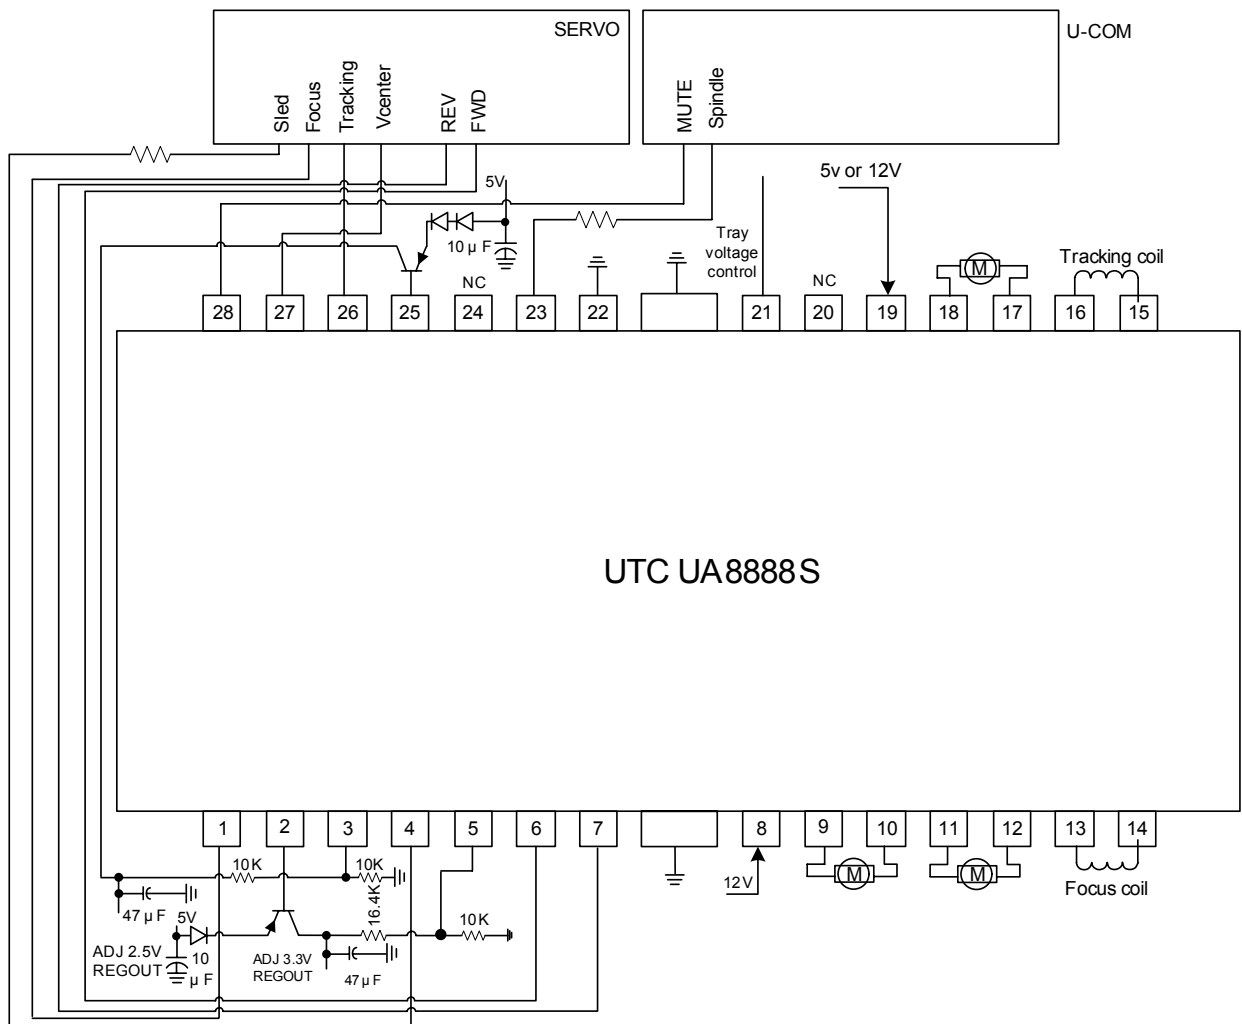 SERVO
U-COM
Sled
Focus
Tracking
Vcenter
REV
FWD
MUTE
Spindle
5V
5v or 12V
10 µ F
Tray
voltage
control
NC
NC
Tracking coil
M
28
27
26
25
24
23
22
21
20
19
18
17
16
15
UTC UA8888S
1
2
3
4
5
6
7
8
9
10
11
12
13
14
10K
10K
16.4K
10K
12V
M
M
Focus coil
47 µ F
5V
ADJ 2.5V
REGOUT
10
µ F
ADJ 3.3V
REGOUT
47 µ F